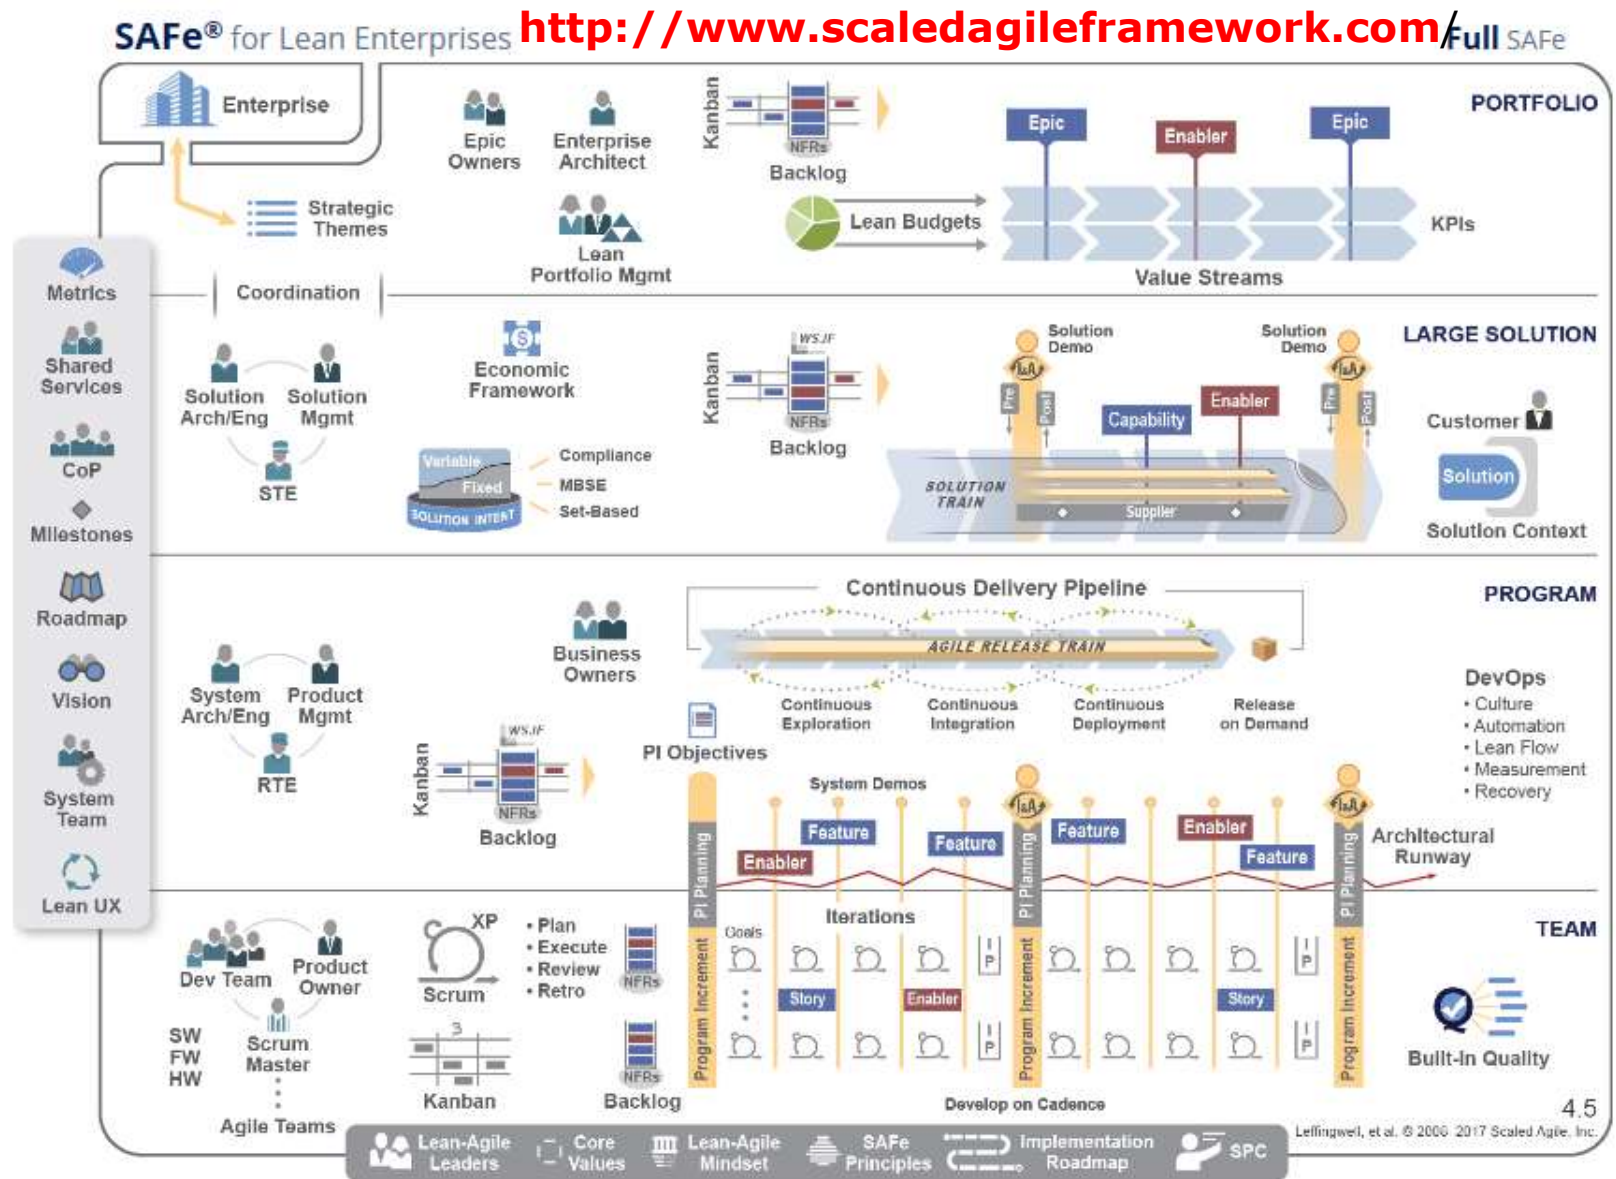 SAFe® for Lean Enterprises
http://www.scaledagileframework.com/
Full SAFe
Enterprise
Strategic
Themes
Epic
Owners
Enterprise
Architect
Lean
Portfolio Mgmt
Kanban
NFRs
Backlog
Lean Budgets
Epic
Enabler
Epic
Value Streams
KPIs
PORTFOLIO
Metrics
Shared
Services
CoP
Milestones
Roadmap
Vision
System
Team
Lean UX
Coordination
Solution
Arch/Eng
Solution
Mgmt
STE
Economic
Framework
Variable
Fixed
SOLUTION INTENT
Compliance
MBSE
Set-Based
Kanban
WSJF
NFRs
Backlog
Solution
Demo
Solution
Demo
I&A
I&A
Pre
Post
Pre
Post
Capability
Enabler
SOLUTION
TRAIN
Supplier
LARGE SOLUTION
Customer
Solution
Solution Context
System
Arch/Eng
Product
Mgmt
RTE
Business
Owners
Kanban
WSJF
NFRs
Backlog
Continuous Delivery Pipeline
AGILE RELEASE TRAIN
Continuous
Exploration
Continuous
Integration
Continuous
Deployment
Release
on Demand
PI Objectives
System Demos
I&A
I&A
PI Planning
PI Planning
PI Planning
Enabler
Feature
Feature
Feature
Enabler
Feature
Architectural
Runway
PROGRAM
DevOps
• Culture
• Automation
• Lean Flow
• Measurement
• Recovery
Dev Team
Product
Owner
Scrum
Master
SW
FW
HW
Agile Teams
XP
Scrum
• Plan
• Execute
• Review
• Retro
3
Kanban
NFRs
NFRs
Backlog
Program Increment
Program Increment
Program Increment
Iterations
Goals
Story
Enabler
Story
I
P
I
P
I
P
I
P
Develop on Cadence
TEAM
Built-In Quality
4.5
Leffingwell, et al. © 2006-2017 Scaled Agile, Inc.
Lean-Agile
Leaders
Core
Values
Lean-Agile
Mindset
SAFe
Principles
Implementation
Roadmap
SPC